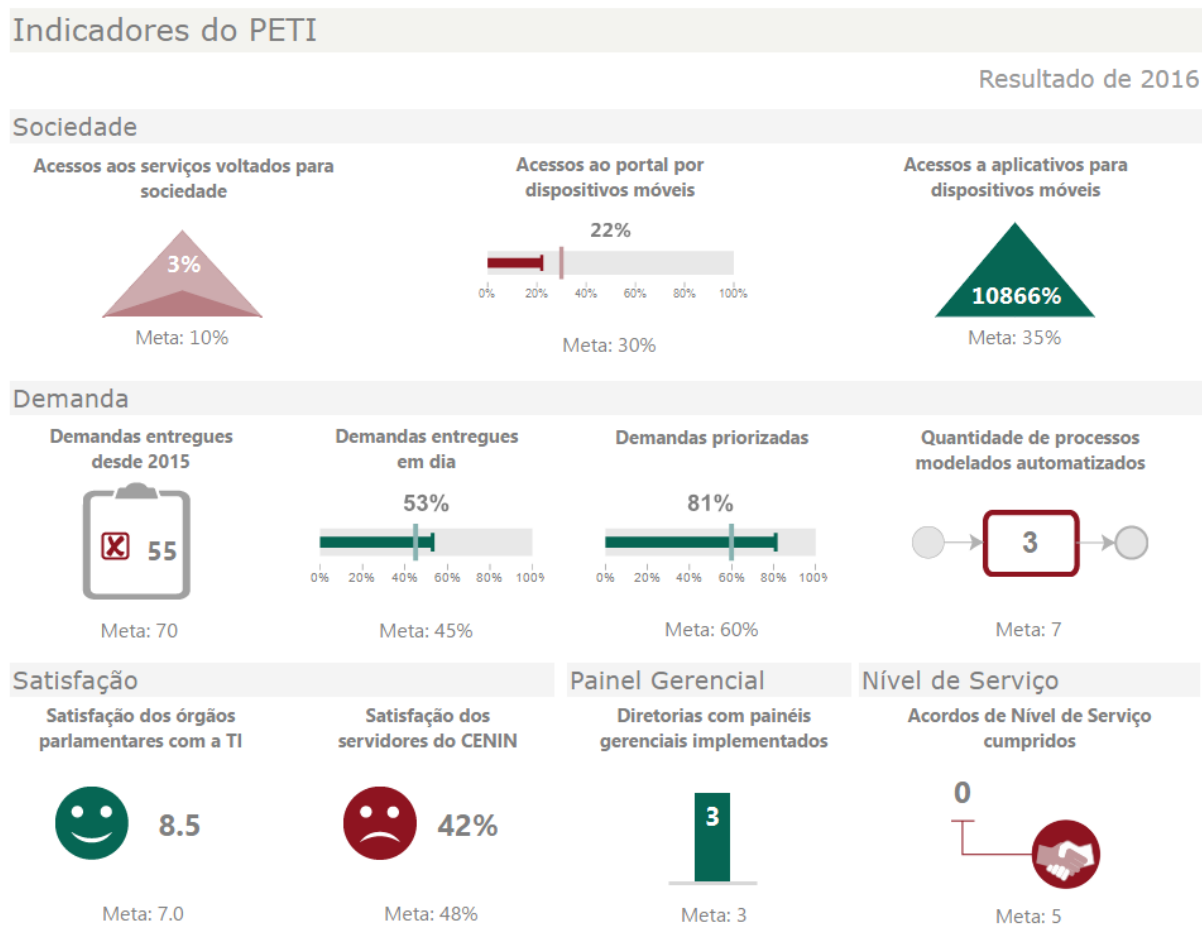 Indicadores do PETI
Resultado de 2016
Sociedade
Acessos aos serviços voltados para
sociedade
3%
Meta: 10%
Acessos ao portal por
dispositivos móveis
22%
0% 20% 40% 60% 80% 100%
Meta: 30%
Acessos a aplicativos para
dispositivos móveis
10866%
Meta: 35%
Demanda
Demandas entregues
desde 2015
55
Meta: 70
Demandas entregues
em dia
53%
0% 20% 40% 60% 80% 100%
Meta: 45%
Demandas priorizadas
81%
0% 20% 40% 60% 80% 100%
Meta: 60%
Quantidade de processos
modelados automatizados
3
Meta: 7
Satisfação
Satisfação dos órgãos
parlamentares com a TI
8.5
Meta: 7.0
Satisfação dos
servidores do CENIN
42%
Meta: 48%
Painel Gerencial
Diretorias com painéis
gerenciais implementados
3
Meta: 3
Nível de Serviço
Acordos de Nível de Serviço
cumpridos
0
Meta: 5